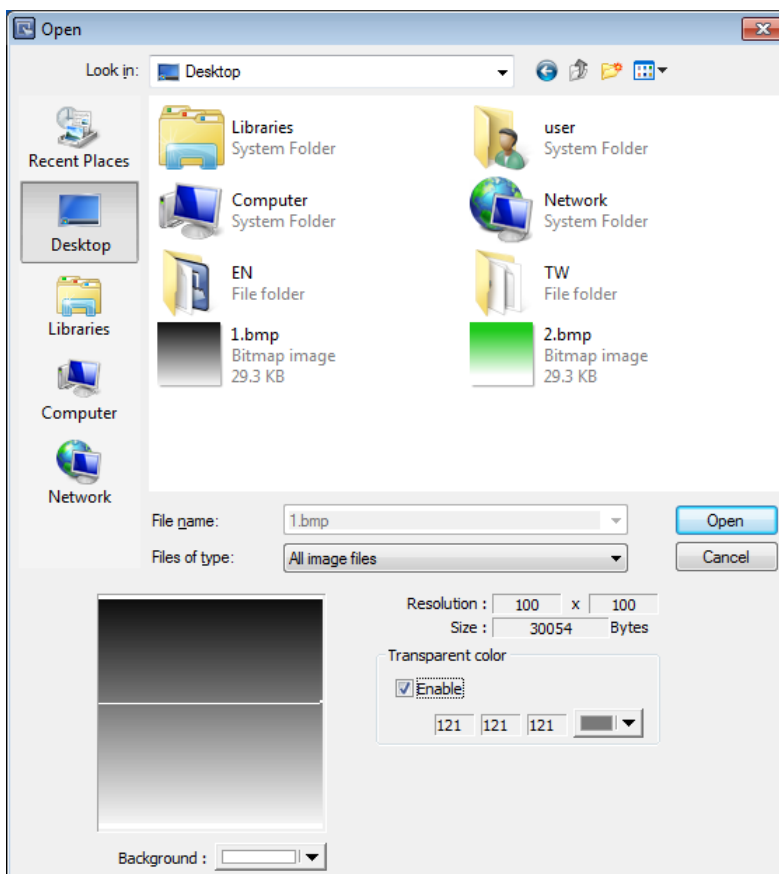 Open
Look in: Desktop
Recent Places
Desktop
Libraries
Computer
Network
Libraries
System Folder
user
System Folder
Computer
System Folder
Network
System Folder
EN
File folder
TW
File folder
1.bmp
Bitmap image
29.3 KB
2.bmp
Bitmap image
29.3 KB
File name: 1.bmp Open
Files of type: All image files Cancel
Resolution : 100 x 100
Size : 30054 Bytes
Transparent color
Enable
121 121 121
Background :